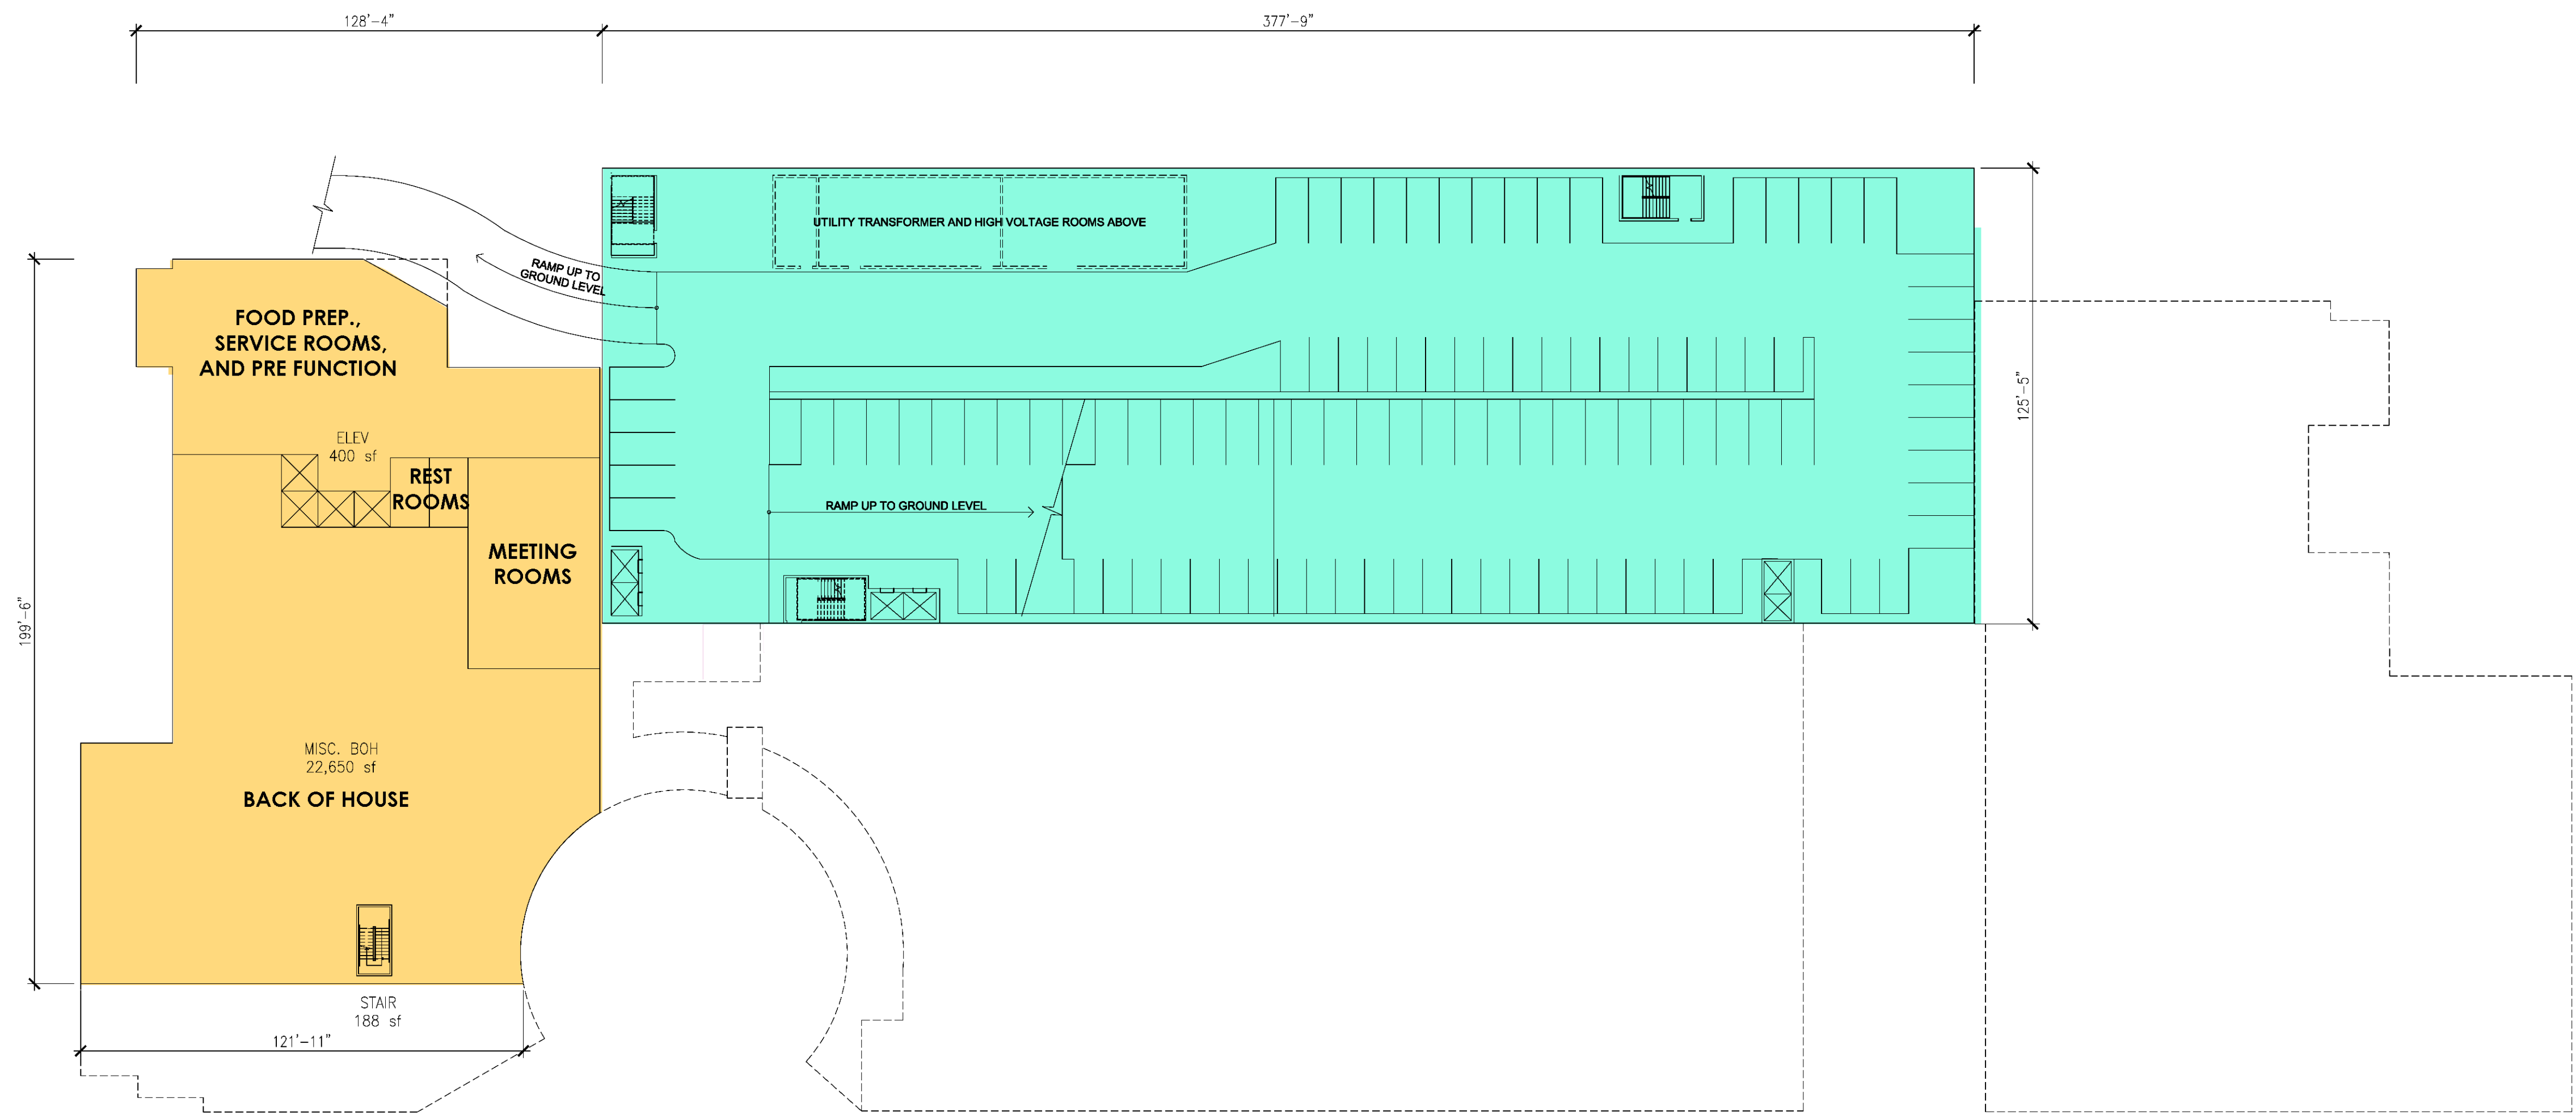 128'-4"
377'-9"
UTILITY TRANSFORMER AND HIGH VOLTAGE ROOMS ABOVE
RAMP UP TO
GROUND LEVEL
FOOD PREP.,
SERVICE ROOMS,
AND PRE FUNCTION
125'-5"
ELEV
400 sf
REST
ROOMS
RAMP UP TO GROUND LEVEL
MEETING
ROOMS
199'-6"
MISC. BOH
22,650 sf
BACK OF HOUSE
STAIR
188 sf
121'-11"